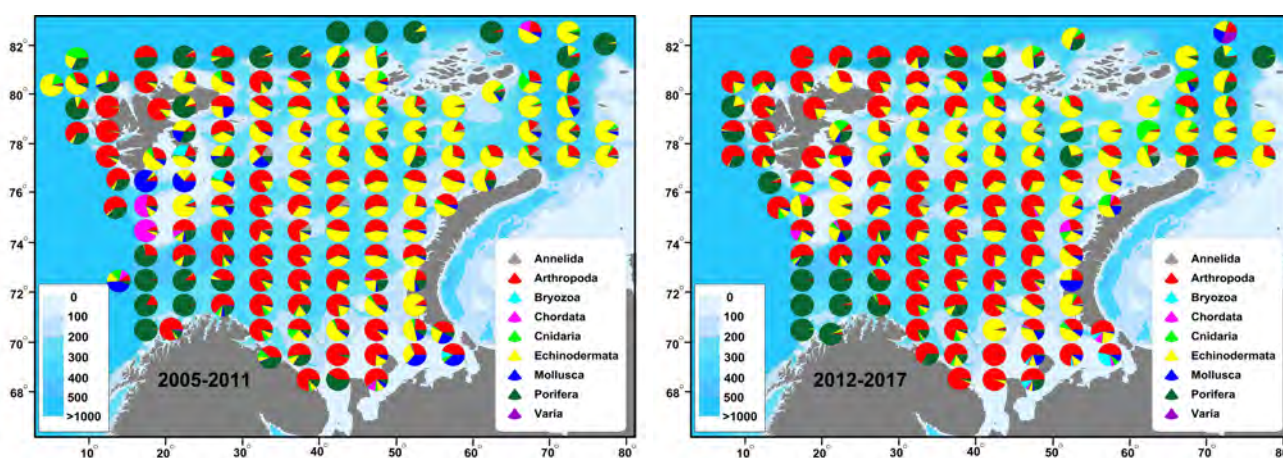 82°
80°
78°
76°
74°
72°
70°
68°
0
100
200
300
400
500
>1000
2005-2011
Annelida
Arthropoda
Bryozoa
Chordata
Cnidaria
Echinodermata
Mollusca
Porifera
Varia
10° 20° 30° 40° 50° 60° 70° 80°
82°
80°
78°
76°
74°
72°
70°
68°
0
100
200
300
400
500
>1000
2012-2017
Annelida
Arthropoda
Bryozoa
Chordata
Cnidaria
Echinodermata
Mollusca
Porifera
Varia
10° 20° 30° 40° 50° 60° 70° 80